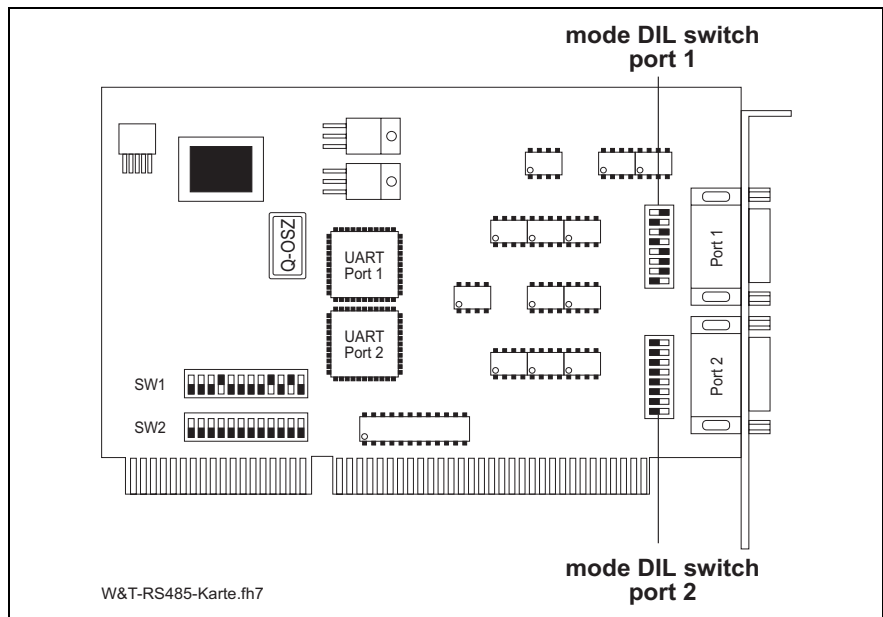 mode DIL switch
port 1
Q-OSZ
UART
Port 1
Port 1
UART
Port 2
Port 2
SW1
SW2
mode DIL switch
port 2
W&T-RS485-Karte.fh7